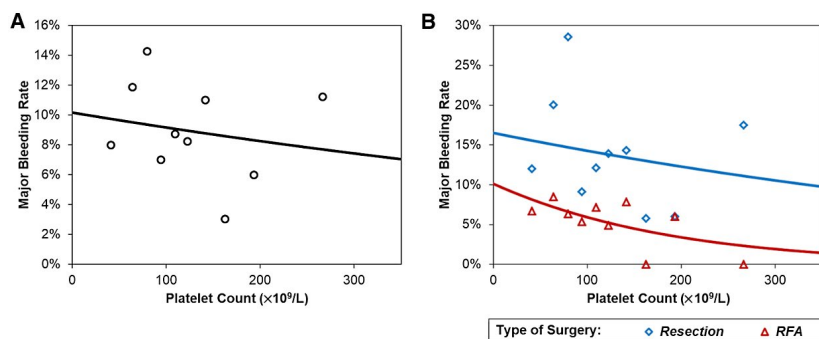 A
Major Bleeding Rate
16%
14%
12%
10%
8%
6%
4%
2%
0%
0 100 200 300
Platelet Count (×10⁹/L)
B
Major Bleeding Rate
30%
25%
20%
15%
10%
5%
0%
0 100 200 300
Platelet Count (×10⁹/L)
Type of Surgery: Resection RFA